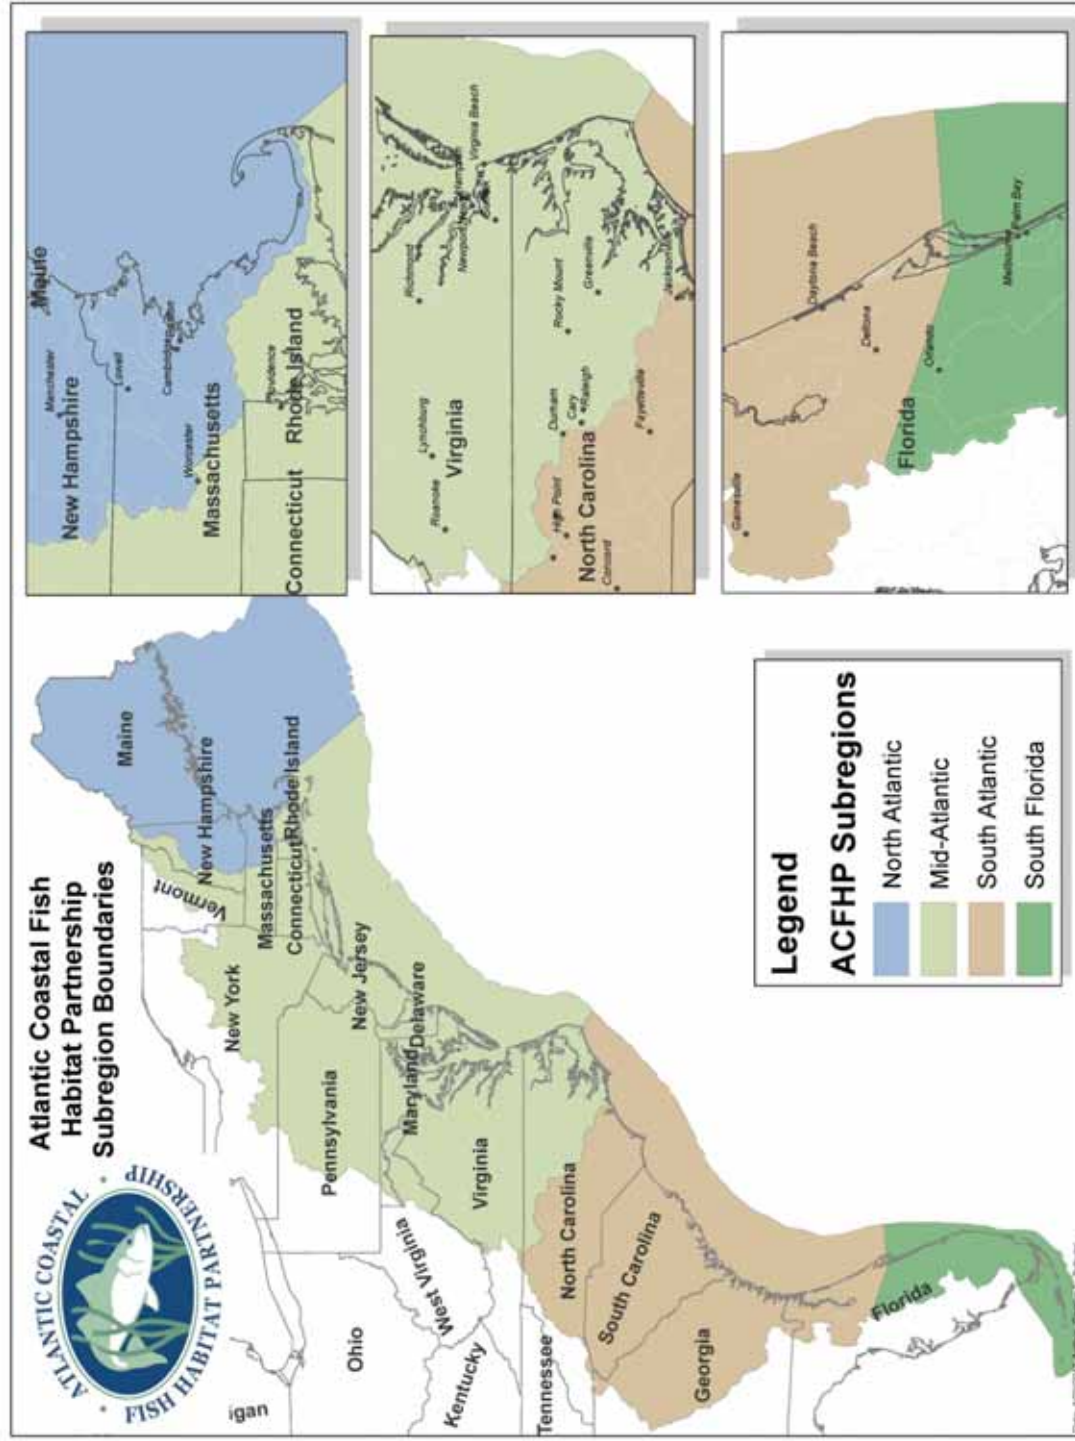 Atlantic Coastal Fish
Habitat Partnership
Subregion Boundaries
ATLANTIC COASTAL
FISH HABITAT PARTNERSHIP
Maine
New Hampshire
Vermont
Massachusetts
Rhode Island
Connecticut
New York
New Jersey
Pennsylvania
Delaware
Maryland
Virginia
West Virginia
Ohio
igan
Kentucky
Tennessee
North Carolina
South Carolina
Georgia
Florida
Manchester
New Hampshire
Lowell
Worcester
Massachusetts
Providence
Rhode Island
Connecticut
Richmond
Virginia Beach
Lynchburg
Roanoke
Virginia
Rocky Mount
Greenville
Durham
Cary
Raleigh
High Point
North Carolina
Fayetteville
Concord
Gainesville
Daytona Beach
Deltona
Orlando
Florida
Melbourne
Palm Bay
Legend
ACFHP Subregions
North Atlantic
Mid-Atlantic
South Atlantic
South Florida